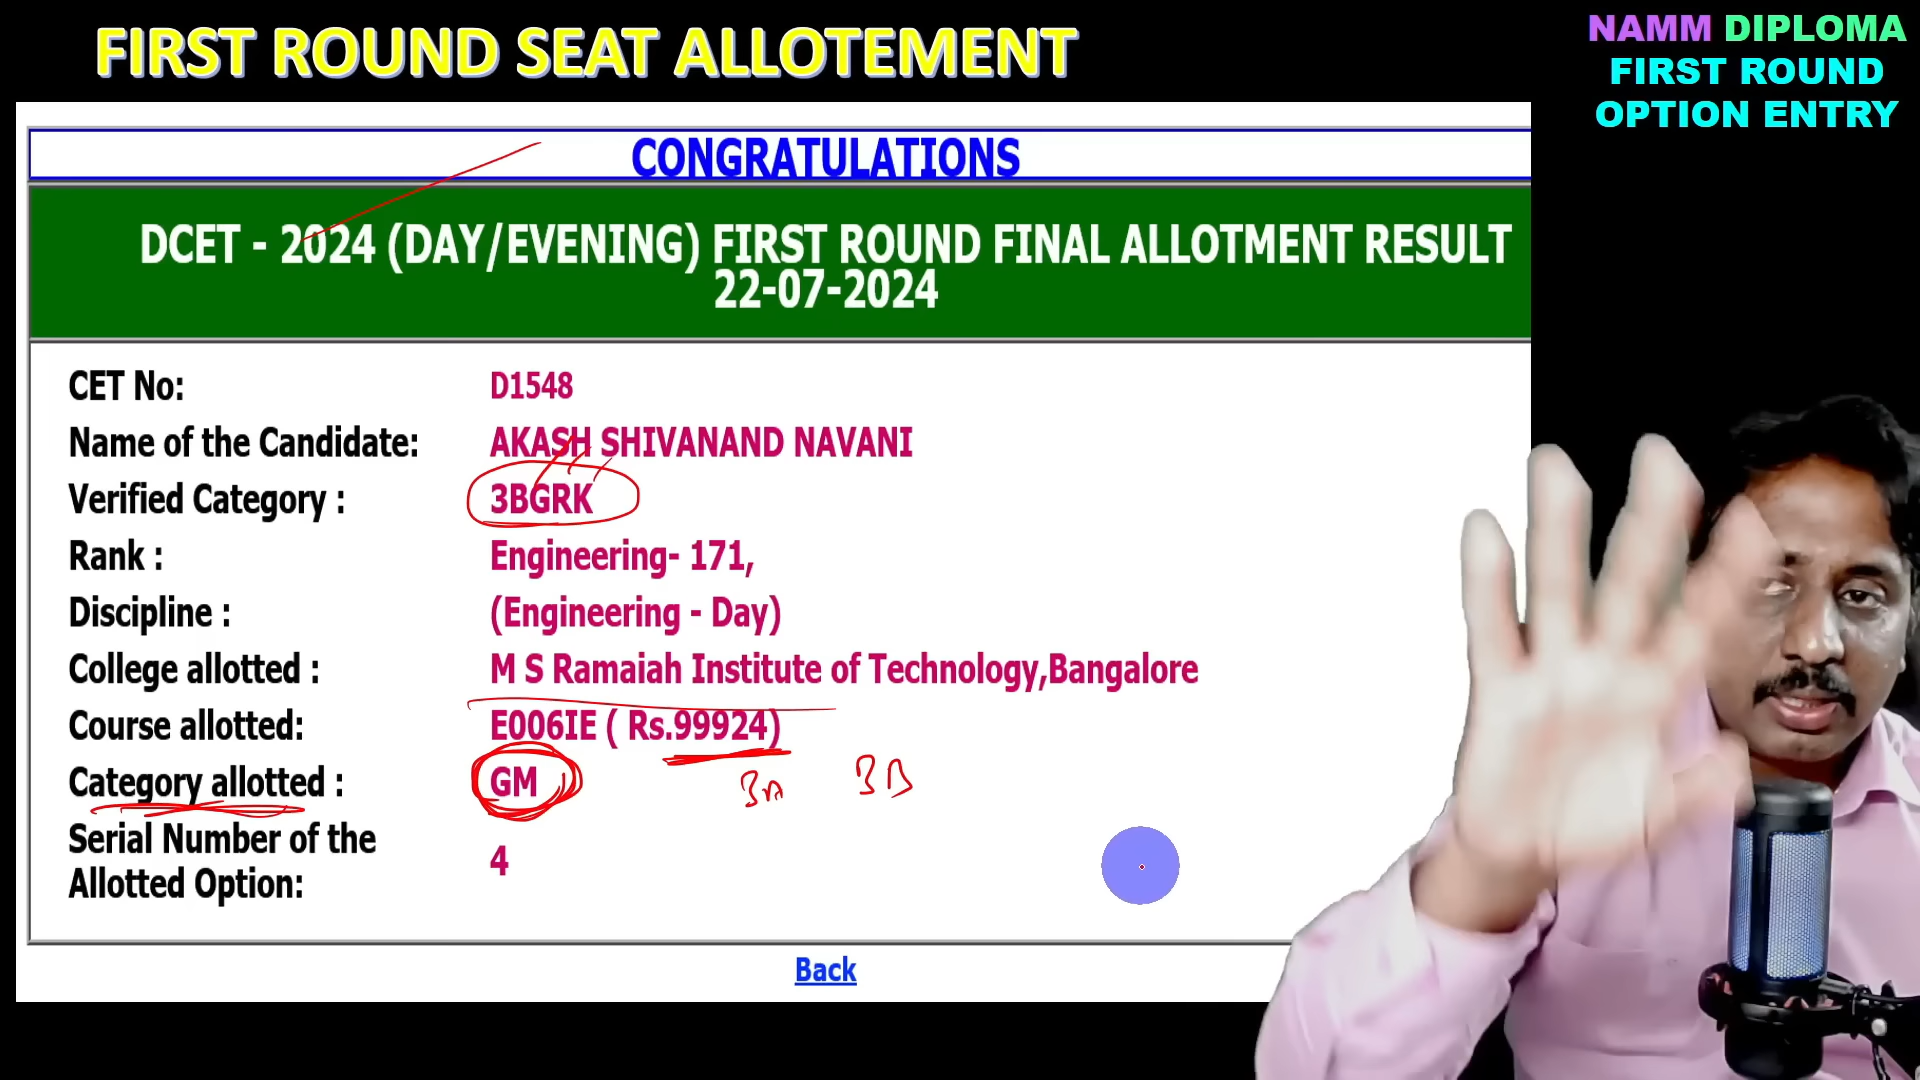 FIRST ROUND SEAT ALLOTEMENT
NAMM DIPLOMA
FIRST ROUND
OPTION ENTRY
CONGRATULATIONS
DCET - 2024 (DAY/EVENING) FIRST ROUND FINAL ALLOTMENT RESULT
22-07-2024
CET No: D1548
Name of the Candidate: AKASH SHIVANAND NAVANI
Verified Category : 3BGRK
Rank : Engineering- 171,
Discipline : (Engineering - Day)
College allotted : M S Ramaiah Institute of Technology,Bangalore
Course allotted: E006IE ( Rs.99924)
Category allotted : GM 3A 3B
Serial Number of the
Allotted Option: 4
Back